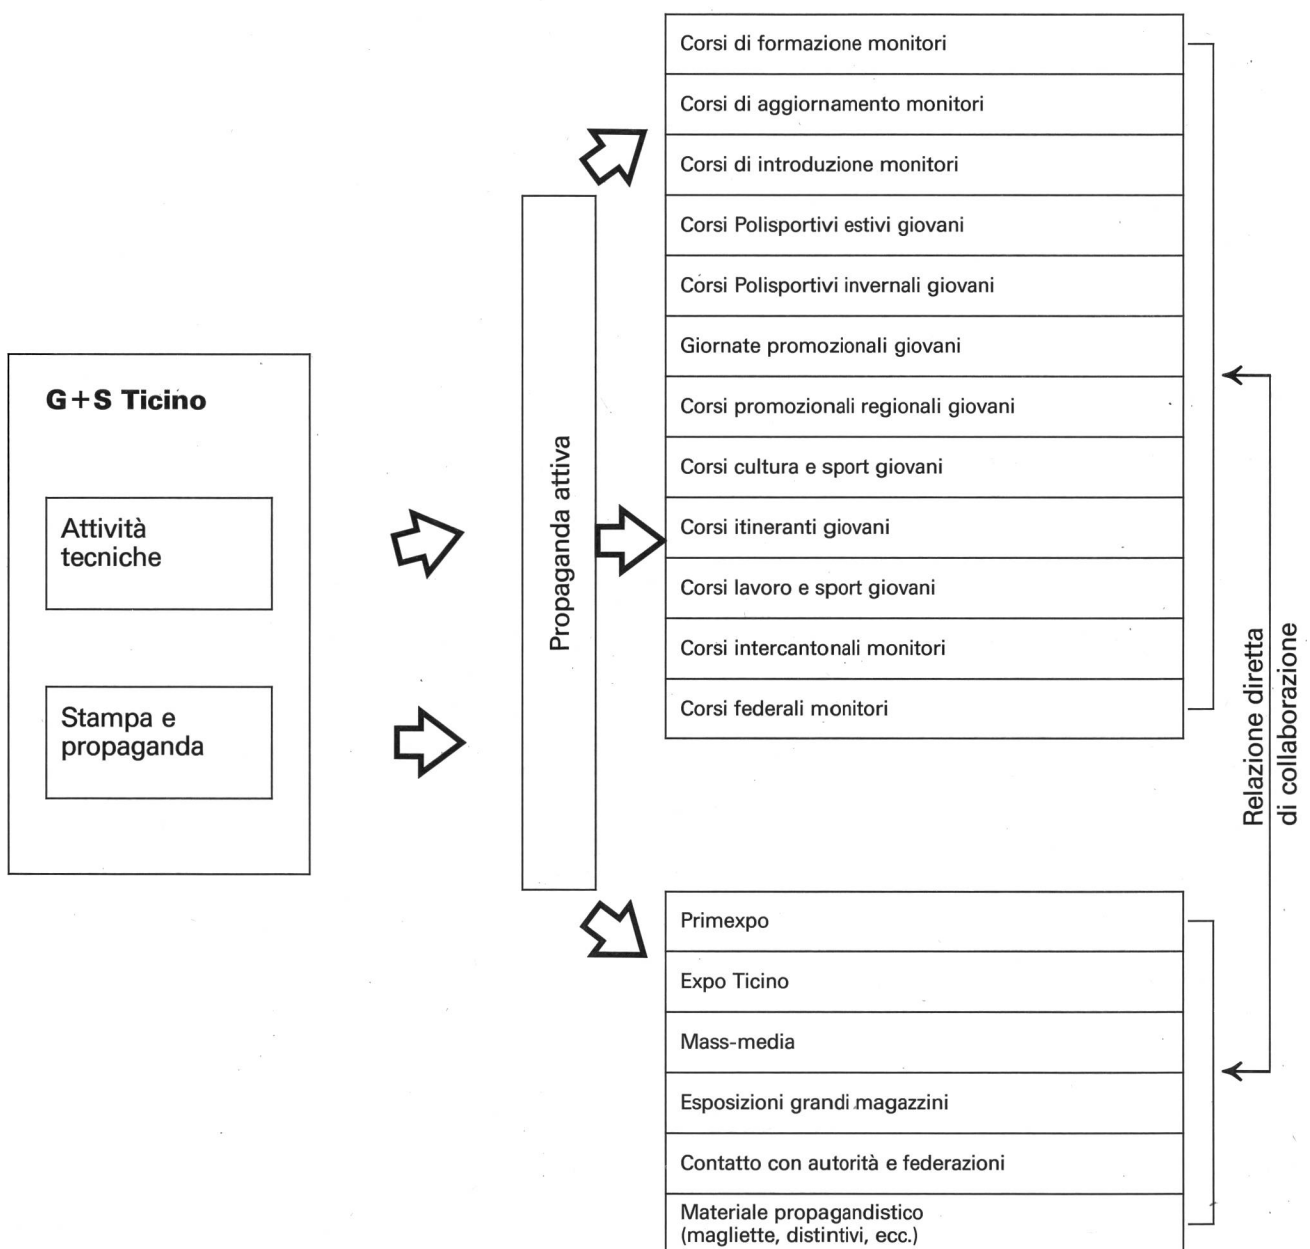 G+S Ticino
Attività
tecniche
Stampa e
propaganda
Propaganda attiva
Corsi di formazione monitori
Corsi di aggiornamento monitori
Corsi di introduzione monitori
Corsi Polisportivi estivi giovani
Corsi Polisportivi invernali giovani
Giornate promozionali giovani
Corsi promozionali regionali giovani
Corsi cultura e sport giovani
Corsi itineranti giovani
Corsi lavoro e sport giovani
Corsi intercantonali monitori
Corsi federali monitori
Primexpo
Expo Ticino
Mass-media
Esposizioni grandi magazzini
Contatto con autorità e federazioni
Materiale propagandistico
(magliette, distintivi, ecc.)
Relazione diretta
di collaborazione